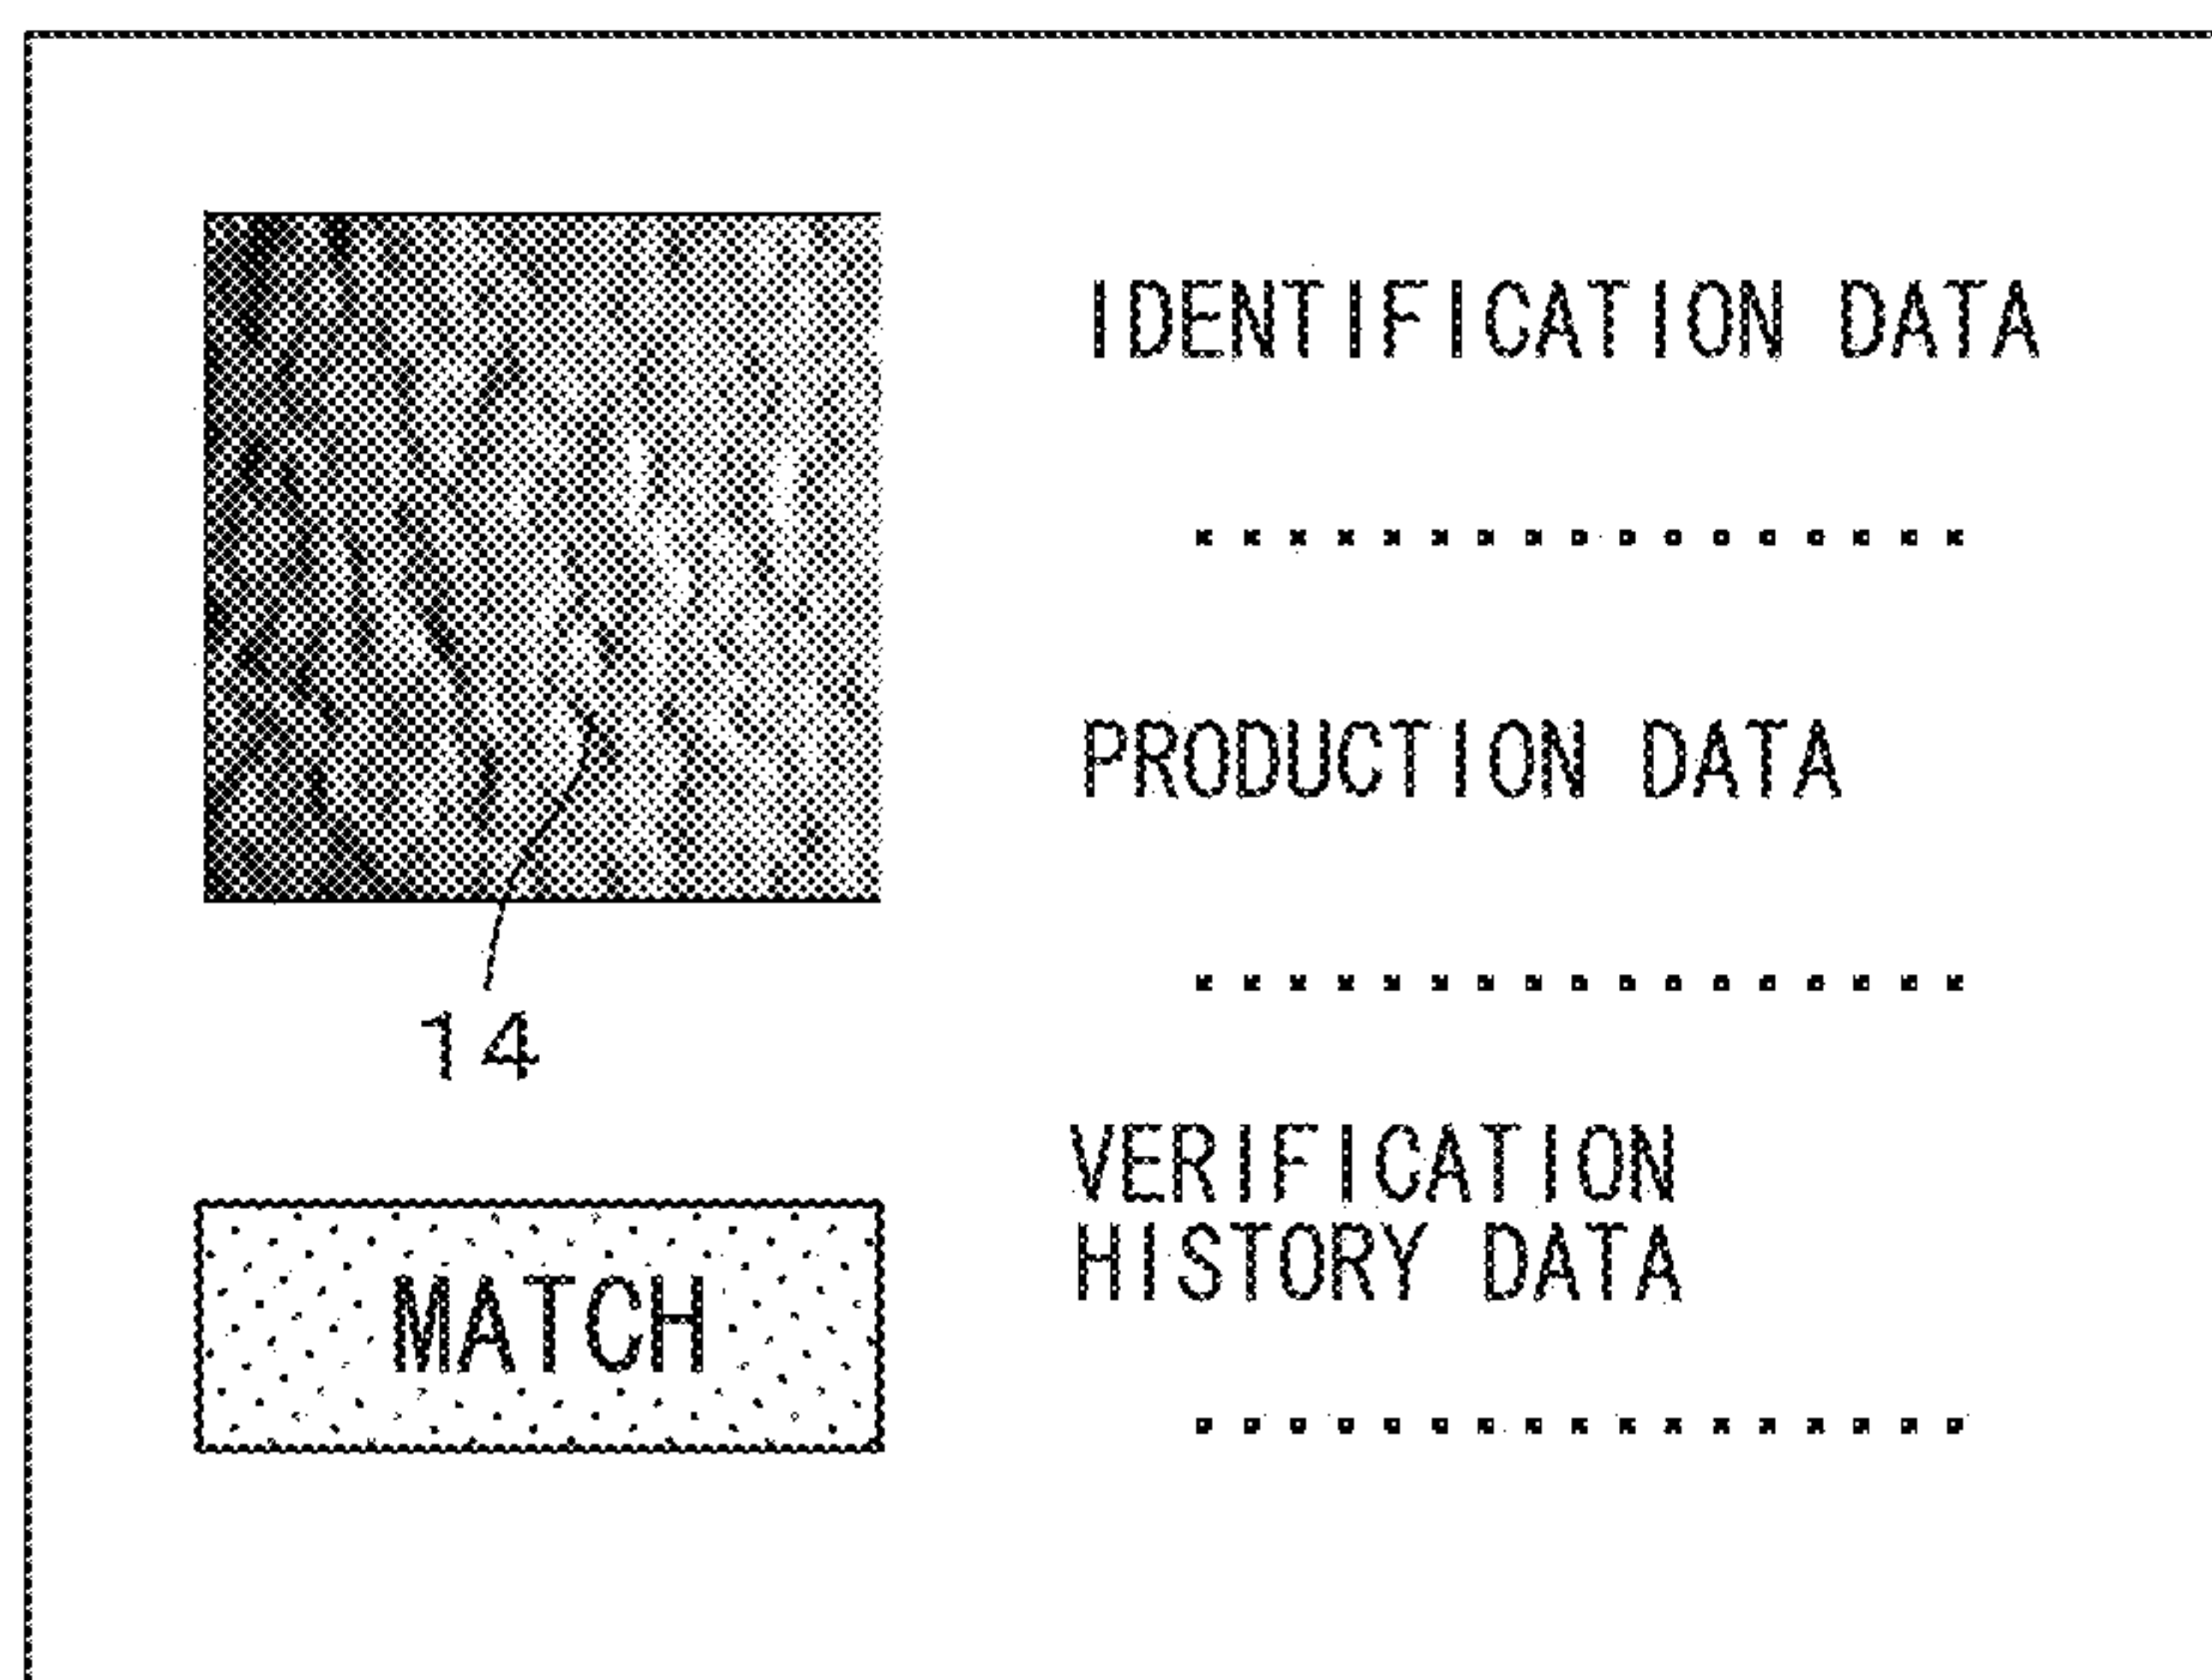 14
MATCH
IDENTIFICATION DATA
.................
PRODUCTION DATA
.................
VERIFICATION
HISTORY DATA
.................